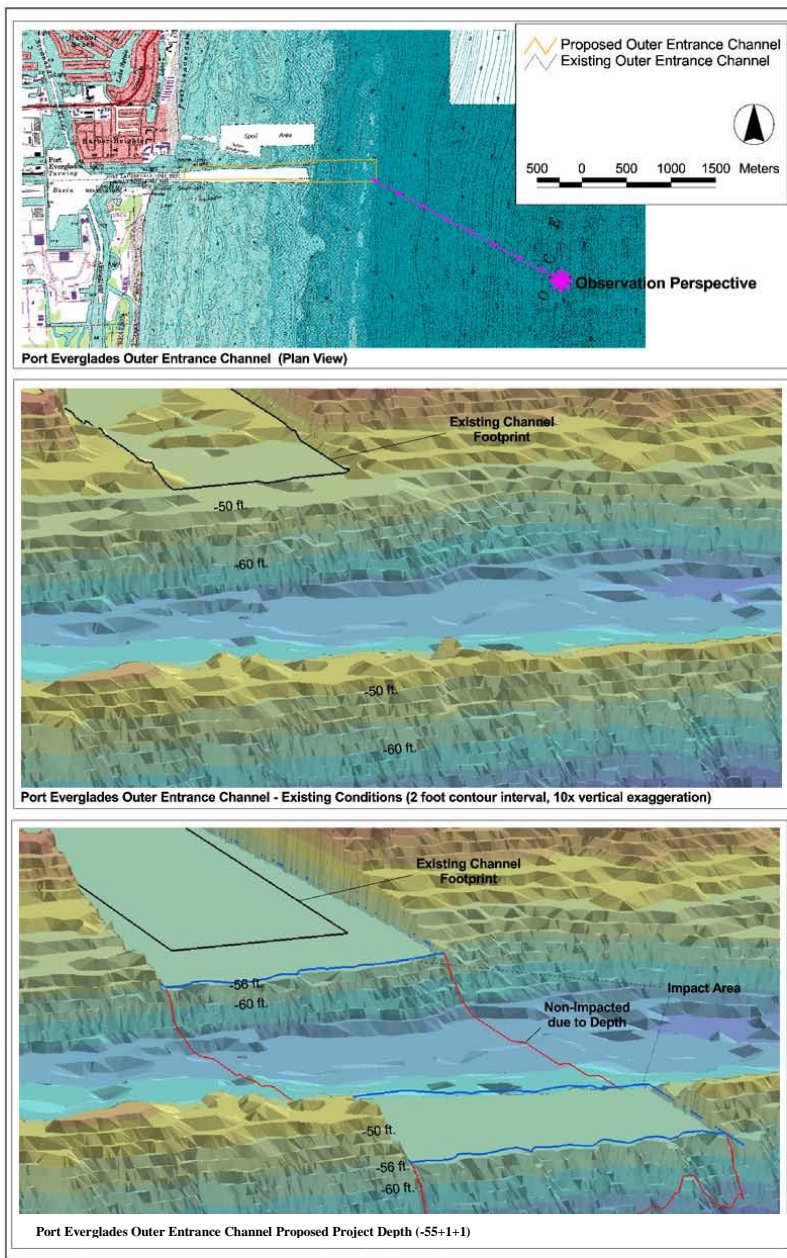 Proposed Outer Entrance Channel
Existing Outer Entrance Channel
500 0 500 1000 1500 Meters
Harbor Heights
Spoil Area
Port
Everglades
Turning
Basin
O C E
Observation Perspective
Port Everglades Outer Entrance Channel (Plan View)
Existing Channel
Footprint
-50 ft.
-60 ft.
-50 ft.
-60 ft.
Port Everglades Outer Entrance Channel - Existing Conditions (2 foot contour interval, 10x vertical exaggeration)
Existing Channel
Footprint
-56 ft.
-60 ft.
Impact Area
Non-Impacted
due to Depth
-50 ft.
-56 ft.
-60 ft.
Port Everglades Outer Entrance Channel Proposed Project Depth (-55+1+1)